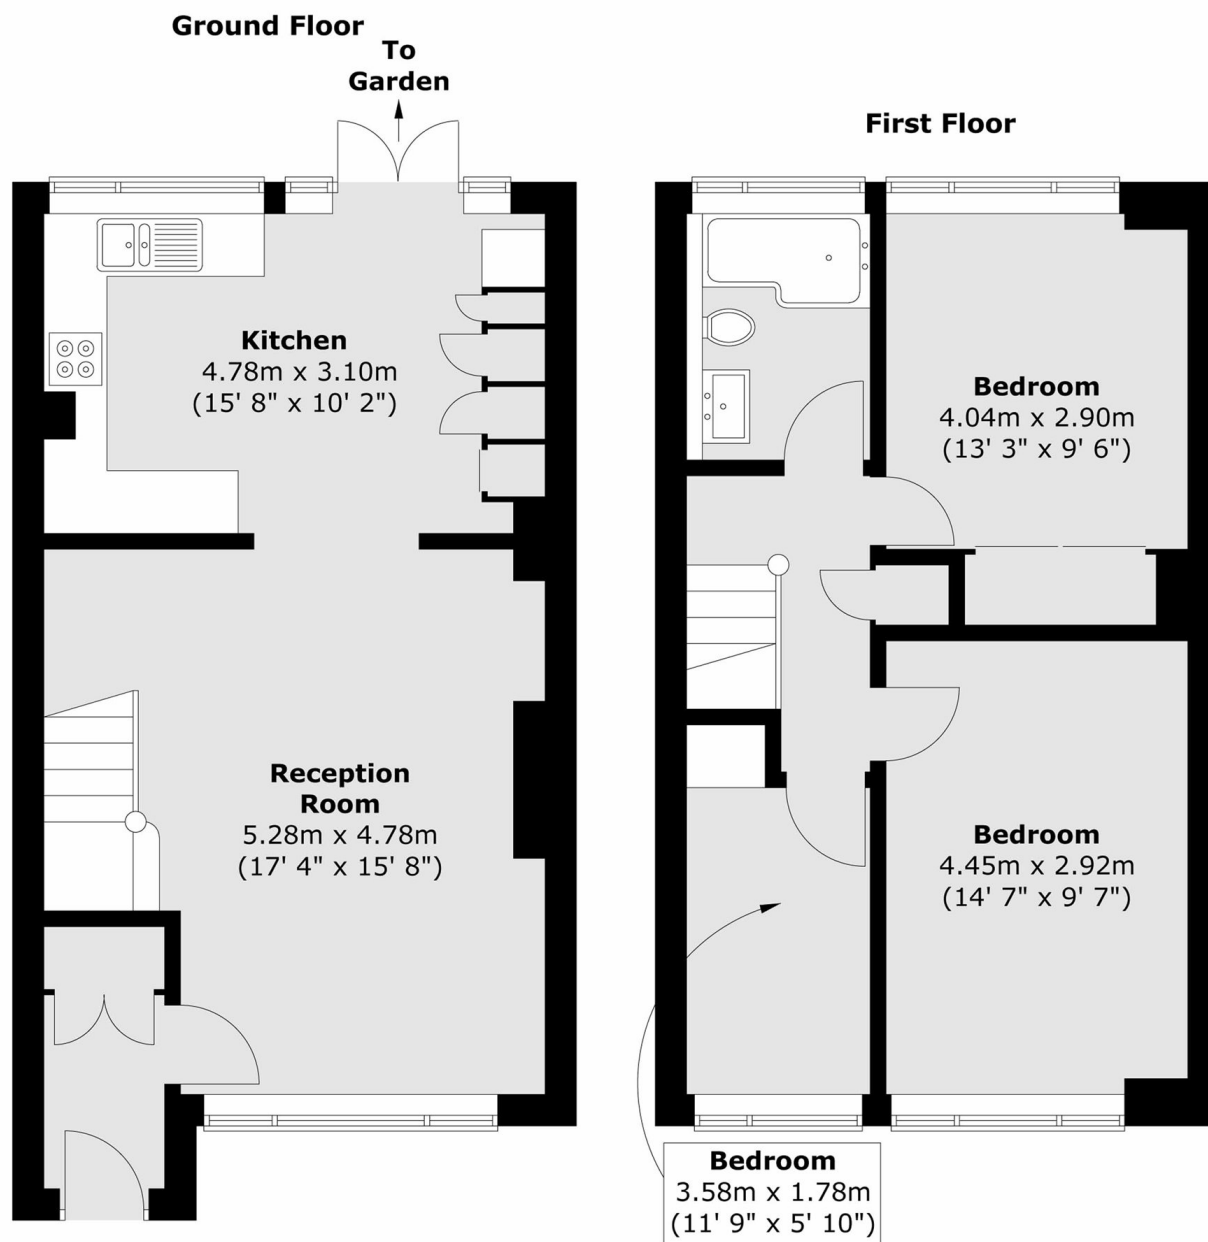 Ground Floor
To
Garden
Kitchen
4.78m x 3.10m
(15' 8" x 10' 2")
Reception
Room
5.28m x 4.78m
(17' 4" x 15' 8")
First Floor
Bedroom
4.04m x 2.90m
(13' 3" x 9' 6")
Bedroom
4.45m x 2.92m
(14' 7" x 9' 7")
Bedroom
3.58m x 1.78m
(11' 9" x 5' 10")